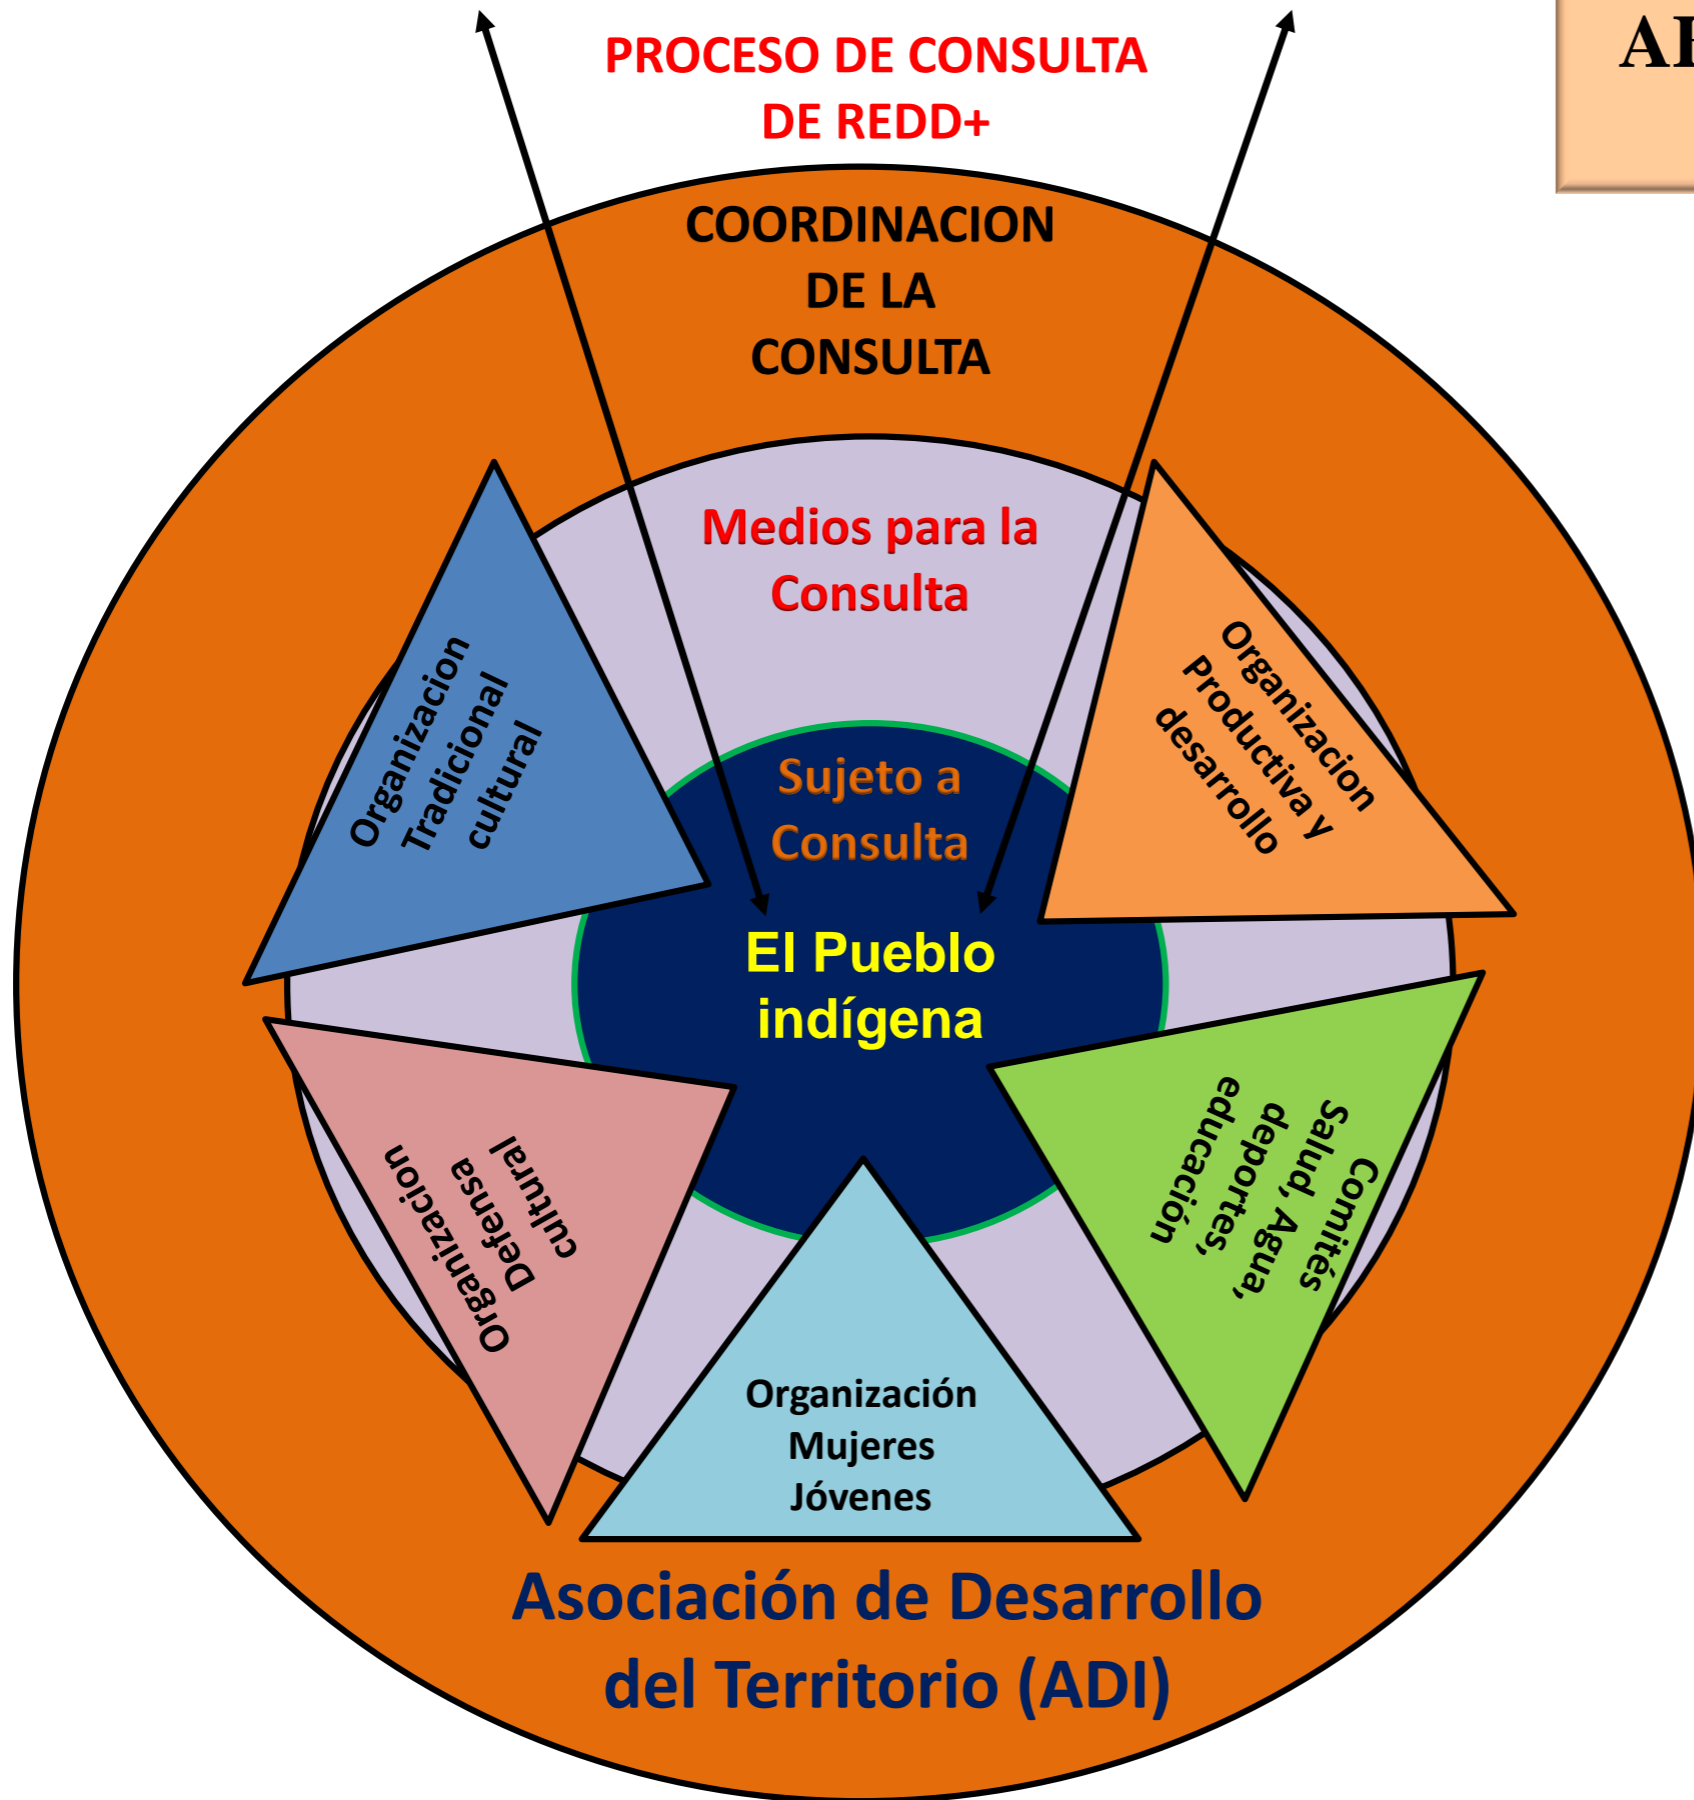 PROCESO DE CONSULTA
DE REDD+
COORDINACION
DE LA
CONSULTA
Medios para la
Consulta
Sujeto a
Consulta
El Pueblo
indígena
Organizacion
Tradicional
cultural
Organizacion
Productiva y
desarrollo
Organizacion
Defensa
cultural
Comités
Salud, Agua,
deportes,
educación
Organización
Mujeres
Jóvenes
Asociación de Desarrollo
del Territorio (ADI)